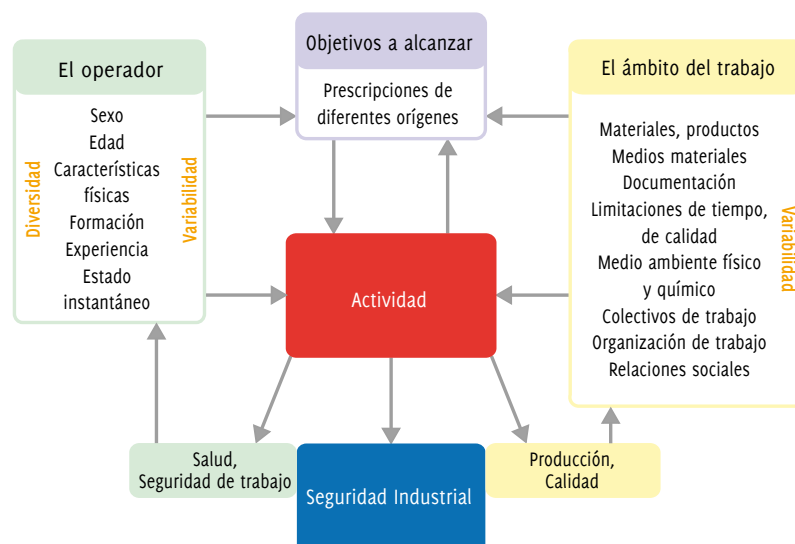 El operador
Diversidad
Sexo
Edad
Características
físicas
Formación
Experiencia
Estado
instantáneo
Variabilidad
Objetivos a alcanzar
Prescripciones de
diferentes orígenes
El ámbito del trabajo
Materiales, productos
Medios materiales
Documentación
Limitaciones de tiempo,
de calidad
Medio ambiente físico
y químico
Colectivos de trabajo
Organización de trabajo
Relaciones sociales
Variabilidad
Actividad
Salud,
Seguridad de trabajo
Seguridad Industrial
Producción,
Calidad